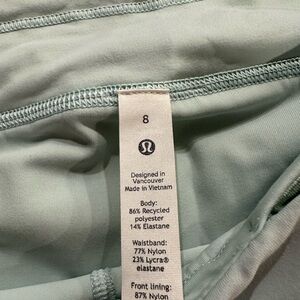 8
Designed in
Vancouver
Made in Vietnam
Body:
86% Recycled
polyester
14% Elastane
Waistband:
77% Nylon
23% Lycra®
elastane
Front lining:
87% Nylon